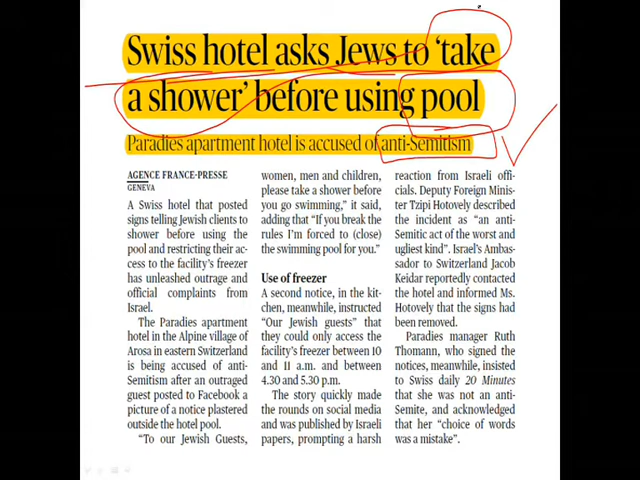 Swiss hotel asks Jews to ‘take
a shower’ before using pool
Paradies apartment hotel is accused of anti-Semitism
AGENCE FRANCE-PRESSE
GENEVA
A Swiss hotel that posted
signs telling Jewish clients to
shower before using the
pool and restricting their ac-
cess to the facility’s freezer
has unleashed outrage and
official complaints from
Israel.
The Paradies apartment
hotel in the Alpine village of
Arosa in eastern Switzerland
is being accused of anti-
Semitism after an outraged
guest posted to Facebook a
picture of a notice plastered
outside the hotel pool.
“To our Jewish Guests,
women, men and children,
please take a shower before
you go swimming,” it said,
adding that “If you break the
rules I’m forced to (close)
the swimming pool for you.”
Use of freezer
A second notice, in the kit-
chen, meanwhile, instructed
“Our Jewish guests” that
they could only access the
facility’s freezer between 10
and 11 a.m. and between
4.30 and 5.30 p.m.
The story quickly made
the rounds on social media
and was published by Israeli
papers, prompting a harsh
reaction from Israeli offi-
cials. Deputy Foreign Minis-
ter Tzipi Hotovely described
the incident as “an anti-
Semitic act of the worst and
ugliest kind”. Israel’s Ambas-
sador to Switzerland Jacob
Keidar reportedly contacted
the hotel and informed Ms.
Hotovely that the signs had
been removed.
Paradies manager Ruth
Thomann, who signed the
notices, meanwhile, insisted
to Swiss daily 20 Minutes
that she was not an anti-
Semite, and acknowledged
that her “choice of words
was a mistake”.